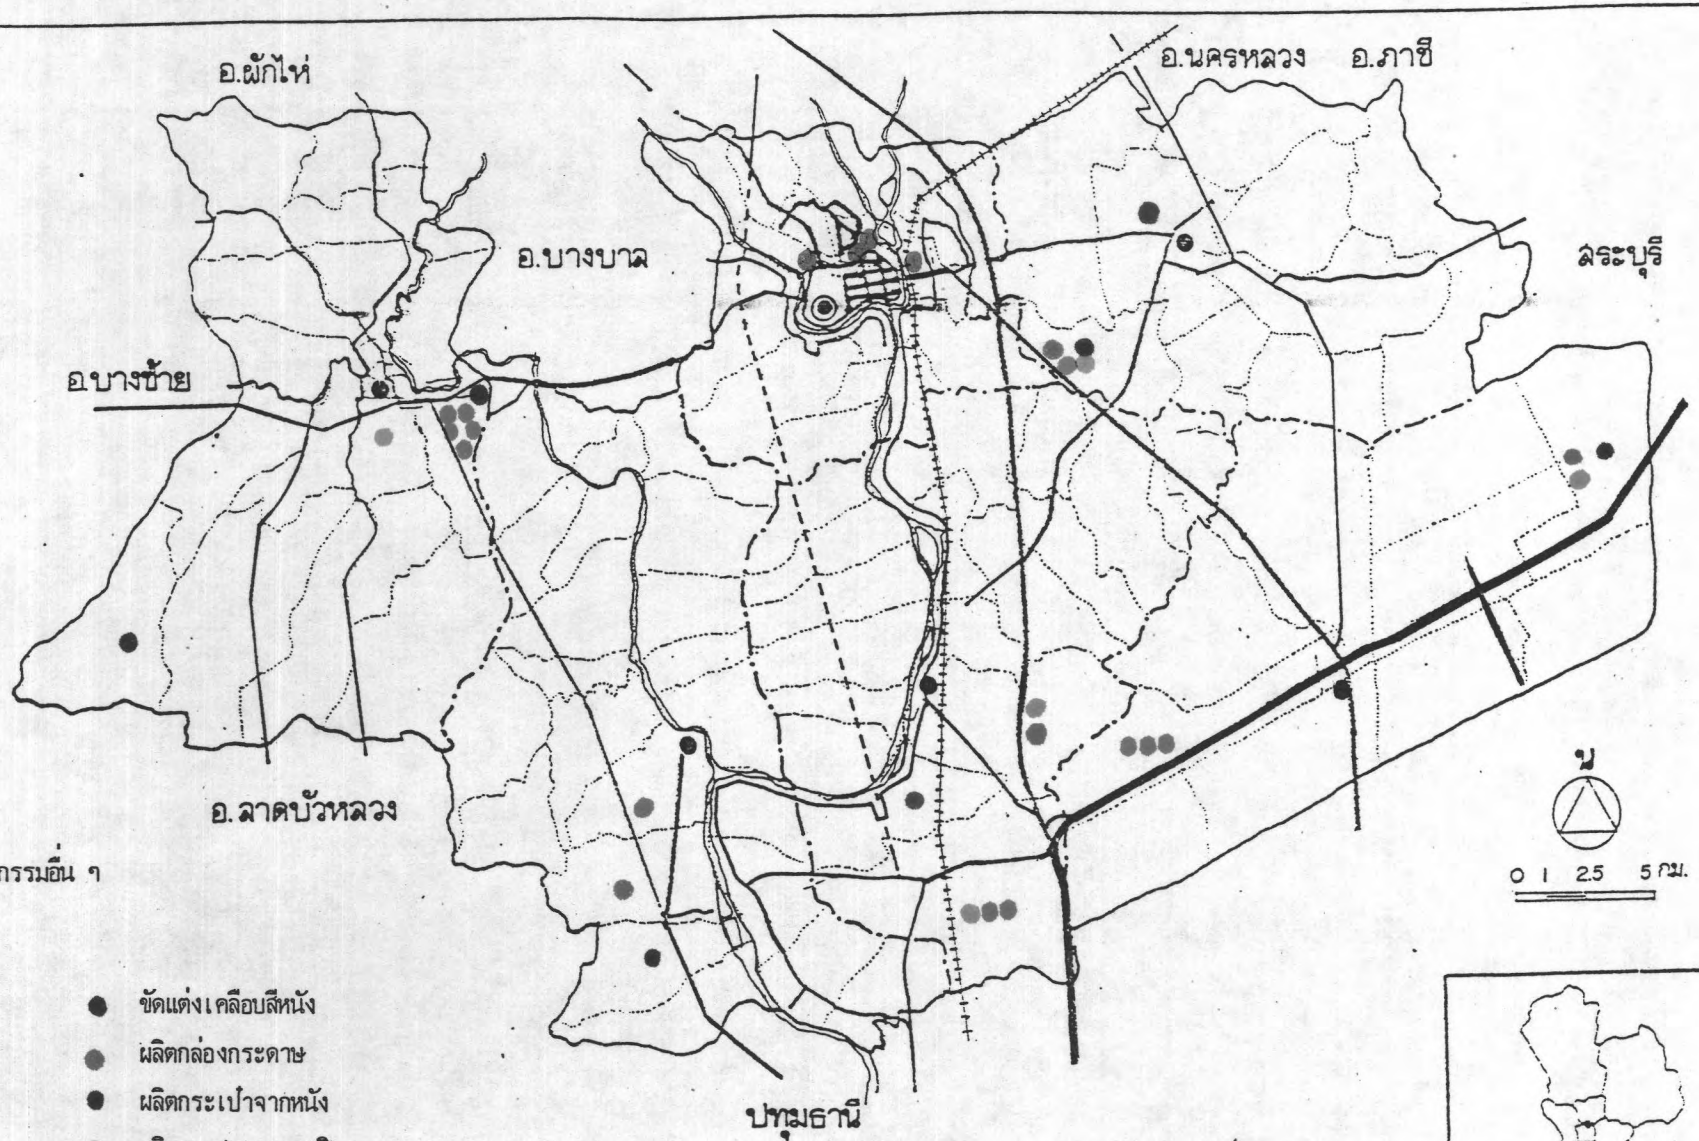 อ.ผักไห่
อ.นครหลวง อ.ภาชี
อ.บางบาล
สระบุรี
อ.บางซ้าย
อ.ลาดบัวหลวง
น
กรรมอื่น ๆ
0 1 2.5 5 กม.
ขัดแต่งเคลือบสีหนัง
ผลิตกล่องกระดาษ
ผลิตกระเป๋าจากหนัง
ปทุมธานี